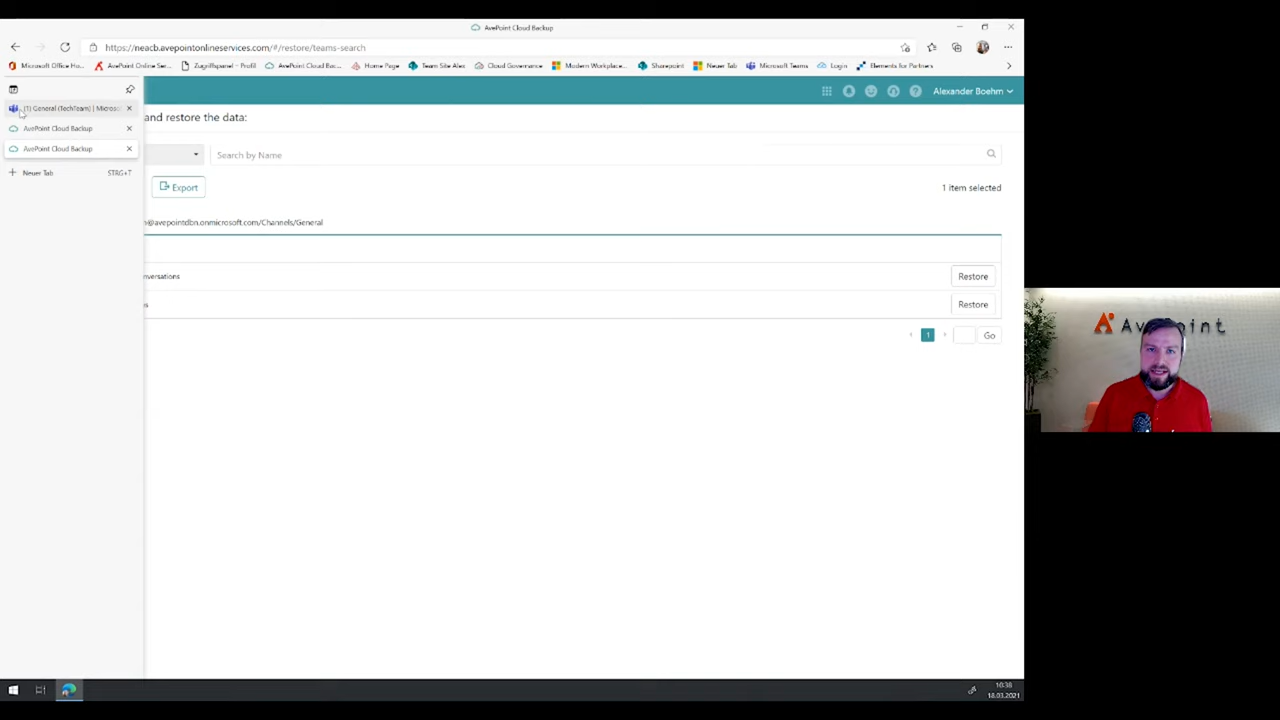 AvePoint Cloud Backup
https://neacb.avepointonlineservices.com/#/restore/teams-search
Microsoft Office Ho... AvePoint Online Ser... Zugriffspanel – Profil AvePoint Cloud Bac... Home Page Team Site Alex Cloud Governance Modern Workplace... Sharepoint Neuer Tab Microsoft Teams Login Elements for Partners
Alexander Boehm
(1) General (TechTeam) | Micros
and restore the data:
AvePoint Cloud Backup
AvePoint Cloud Backup
Search by Name
Neuer Tab STRG+T
Export
1 item selected
@avepointdbn.onmicrosoft.com/Channels/General
nversations
Restore
Restore
1
Go
AvePoint
10:38
18.03.2021